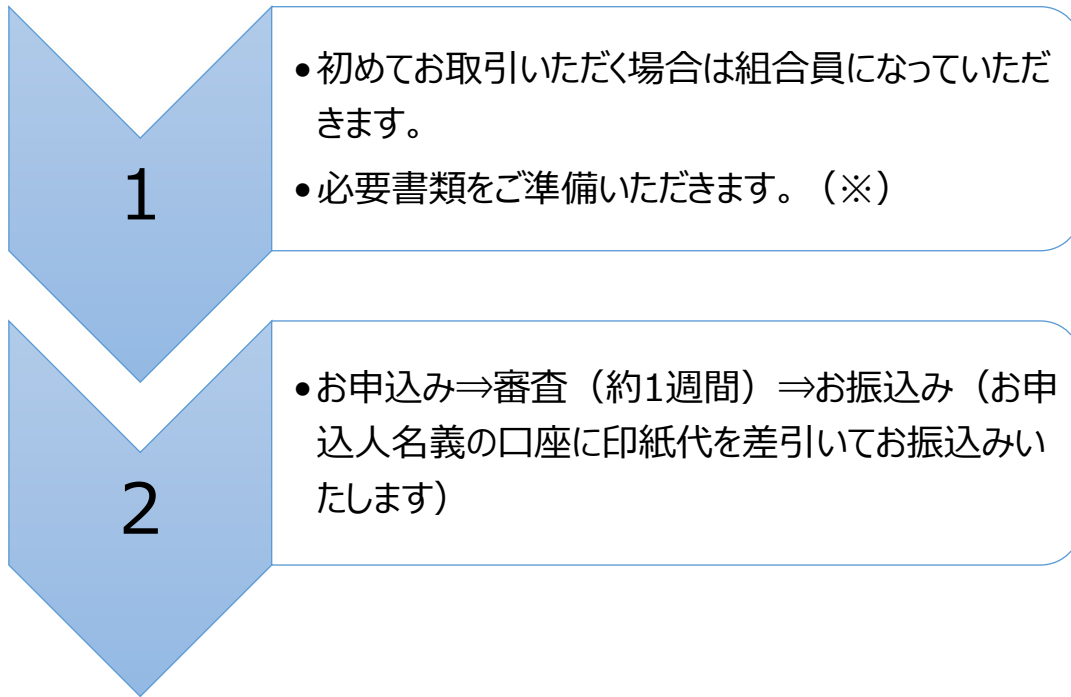 1
•初めてお取引いただく場合は組合員になっていただ
きます。
•必要書類をご準備いただきます。（※）
2
•お申込み⇒審査（約1週間）⇒お振込み（お申
込人名義の口座に印紙代を差引いてお振込みい
たします）